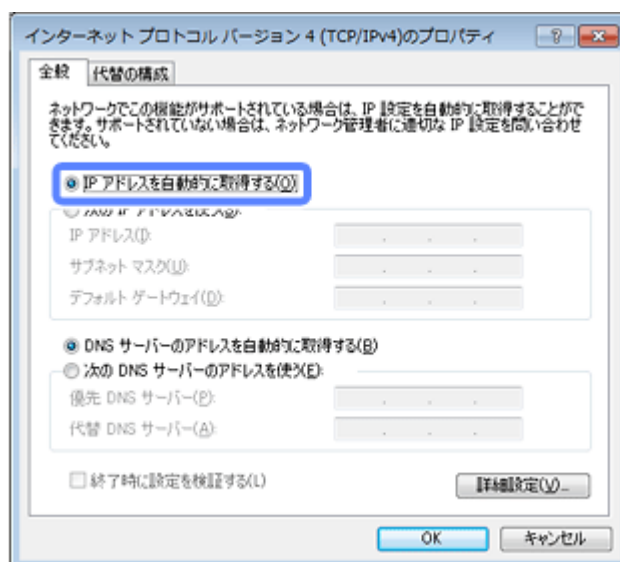 インターネット プロトコル バージョン 4 (TCP/IPv4)のプロパティ
全般 代替の構成
ネットワークでこの機能がサポートされている場合は、IP 設定を自動的に取得することがで
きます。サポートされていない場合は、ネットワーク管理者に適切な IP 設定を問い合わせ
てください。
IP アドレスを自動的に取得する(O)
次の IP アドレスを使う(S):
IP アドレス(I):
サブネット マスク(U):
デフォルト ゲートウェイ(D):
DNS サーバーのアドレスを自動的に取得する(B)
次の DNS サーバーのアドレスを使う(E):
優先 DNS サーバー(P):
代替 DNS サーバー(A):
終了時に設定を検証する(L)
詳細設定(V)...
OK キャンセル